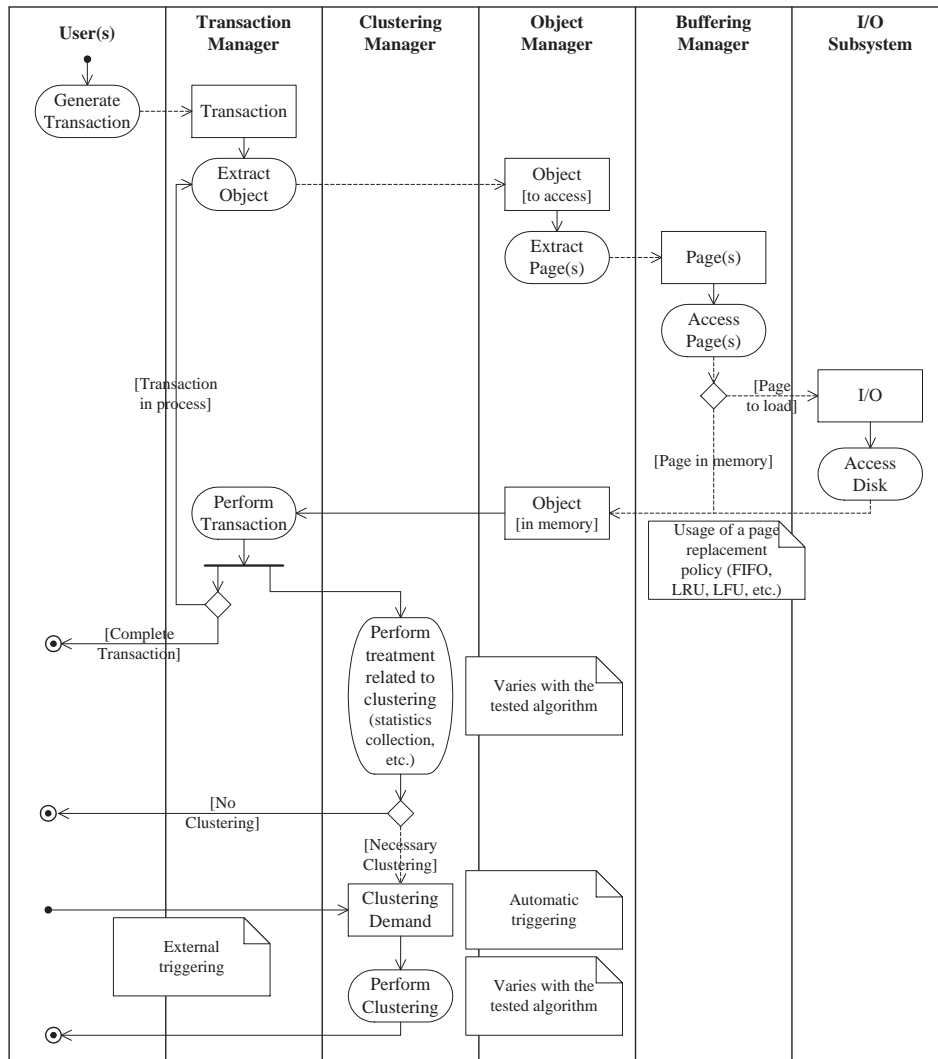 User(s)
Transaction
Manager
Clustering
Manager
Object
Manager
Buffering
Manager
I/O
Subsystem
Generate
Transaction
Transaction
Extract
Object
Object
[to access]
Extract
Page(s)
Page(s)
Access
Page(s)
[Transaction
in process]
[Page
to load]
I/O
[Page in memory]
Access
Disk
Perform
Transaction
Object
[in memory]
Usage of a page
replacement
policy (FIFO,
LRU, LFU, etc.)
[Complete
Transaction]
Perform
treatment
related to
clustering
(statistics
collection,
etc.)
Varies with the
tested algorithm
[No
Clustering]
[Necessary
Clustering]
Clustering
Demand
Automatic
triggering
External
triggering
Perform
Clustering
Varies with the
tested algorithm